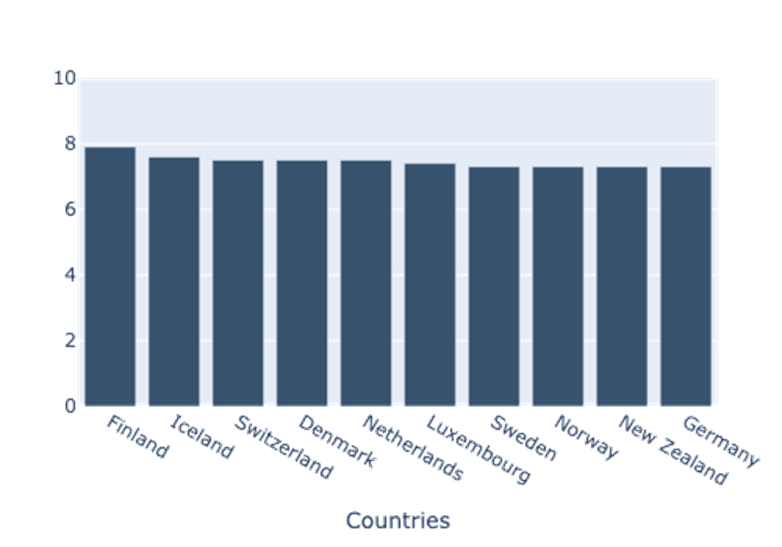 10
8
6
4
2
0
Finland
Iceland
Switzerland
Denmark
Netherlands
Luxembourg
Sweden
Norway
New Zealand
Germany
Countries